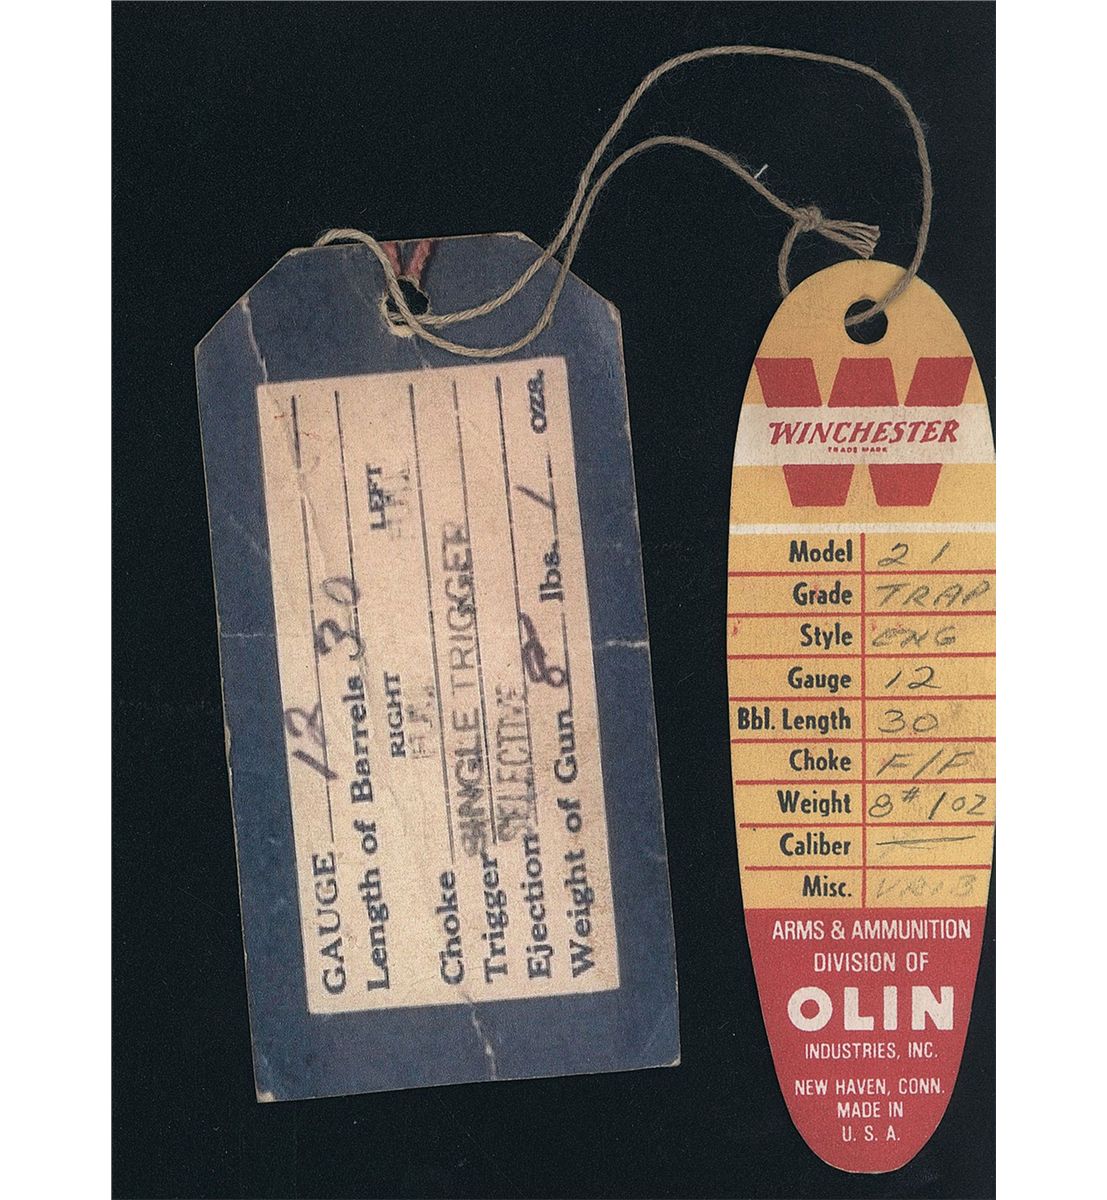 GAUGE 12
Length of Barrels 30
RIGHT LEFT
Choke
Trigger SINGLE TRIGGER
Ejection SELECTIVE
Weight of Gun 8 lbs. 1 ozs.
WINCHESTER
TRADE MARK
Model 21
Grade TRAP
Style ENG
Gauge 12
Bbl. Length 30
Choke F/F
Weight 8# 1 OZ
Caliber —
Misc.
ARMS & AMMUNITION
DIVISION OF
OLIN
INDUSTRIES, INC.
NEW HAVEN, CONN.
MADE IN
U. S. A.